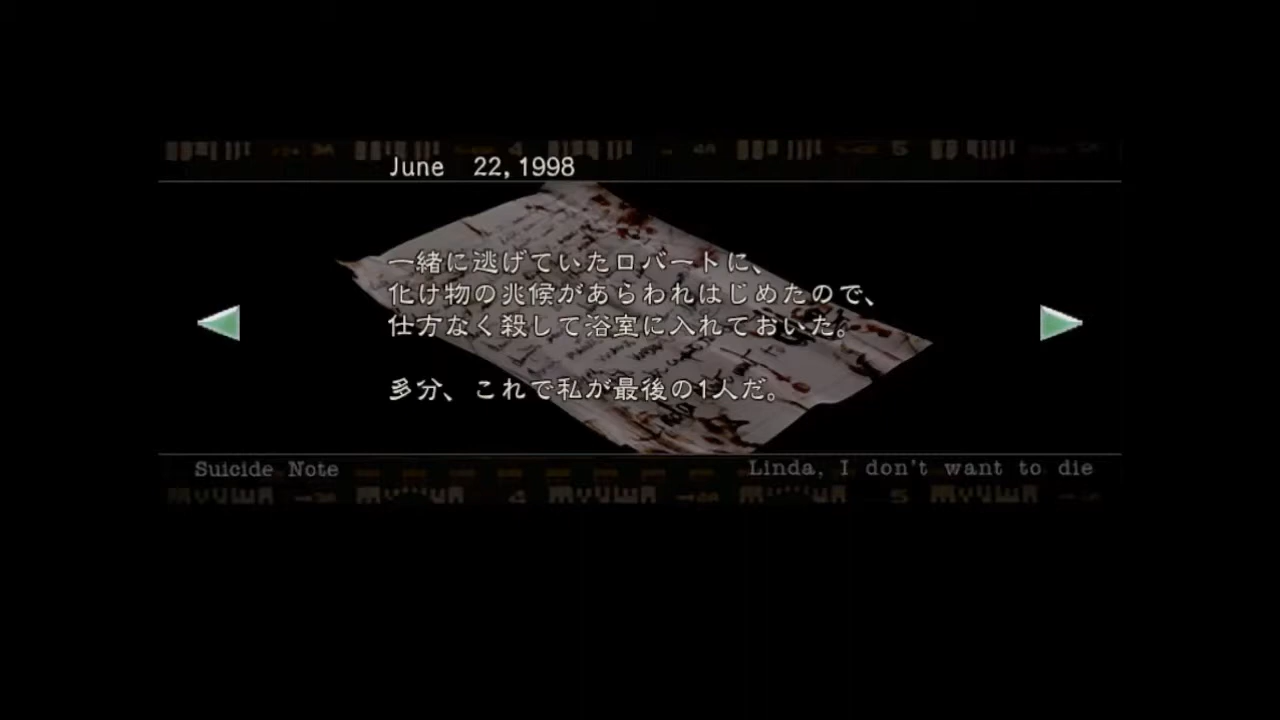 June 22,1998
一緒に逃げていたロバートに、
化け物の兆候があらわれはじめたので、
仕方なく殺して浴室に入れておいた。
多分、これで私が最後の1人だ。
Suicide Note
Linda, I don't want to die